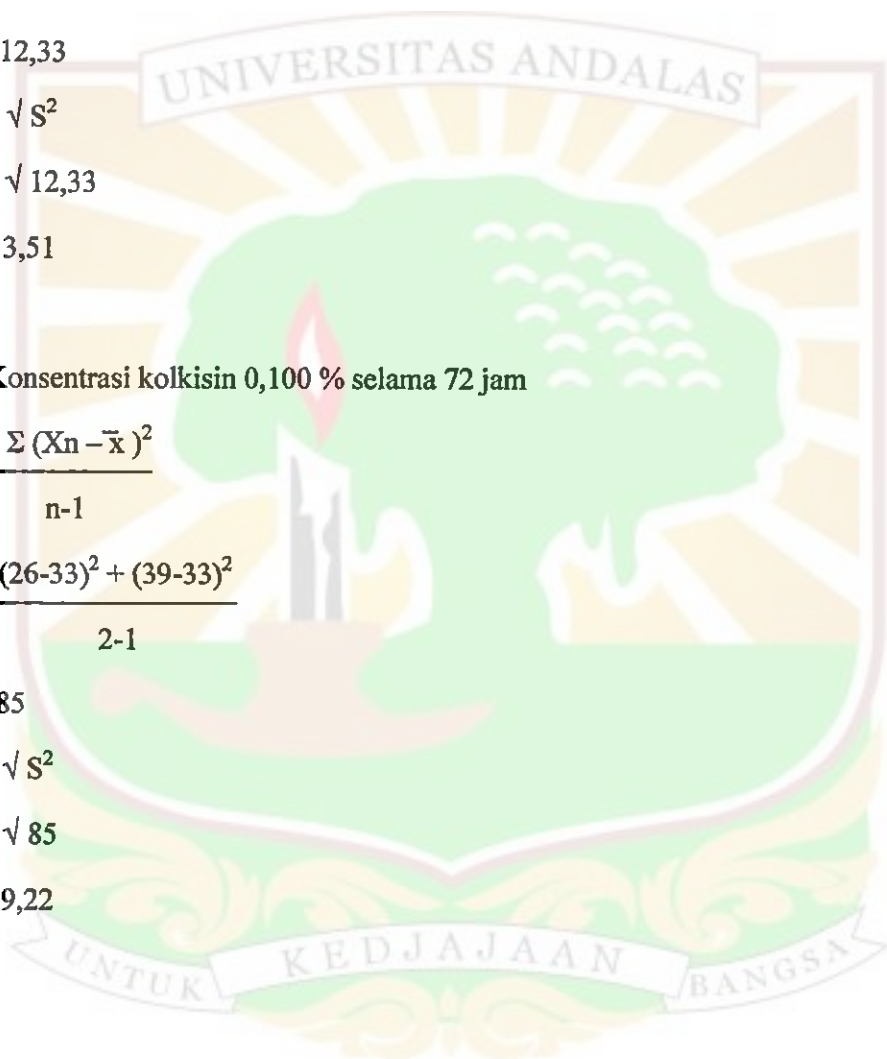 12,33
√ S²
√ 12,33
3,51
Konsentrasi kolkisin 0,100 % selama 72 jam
Σ (Xn – x̄ )²
n-1
(26-33)² + (39-33)²
2-1
85
√ S²
√ 85
9,22
UNIVERSITAS ANDALAS
UNTUK KEDJAJAAN BANGSA